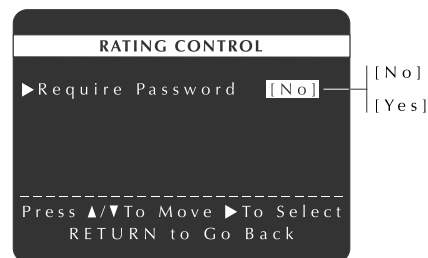 RATING CONTROL
▶Require Password [No]
[No]
[Yes]
Press ▲/▼To Move ▶To Select
RETURN to Go Back